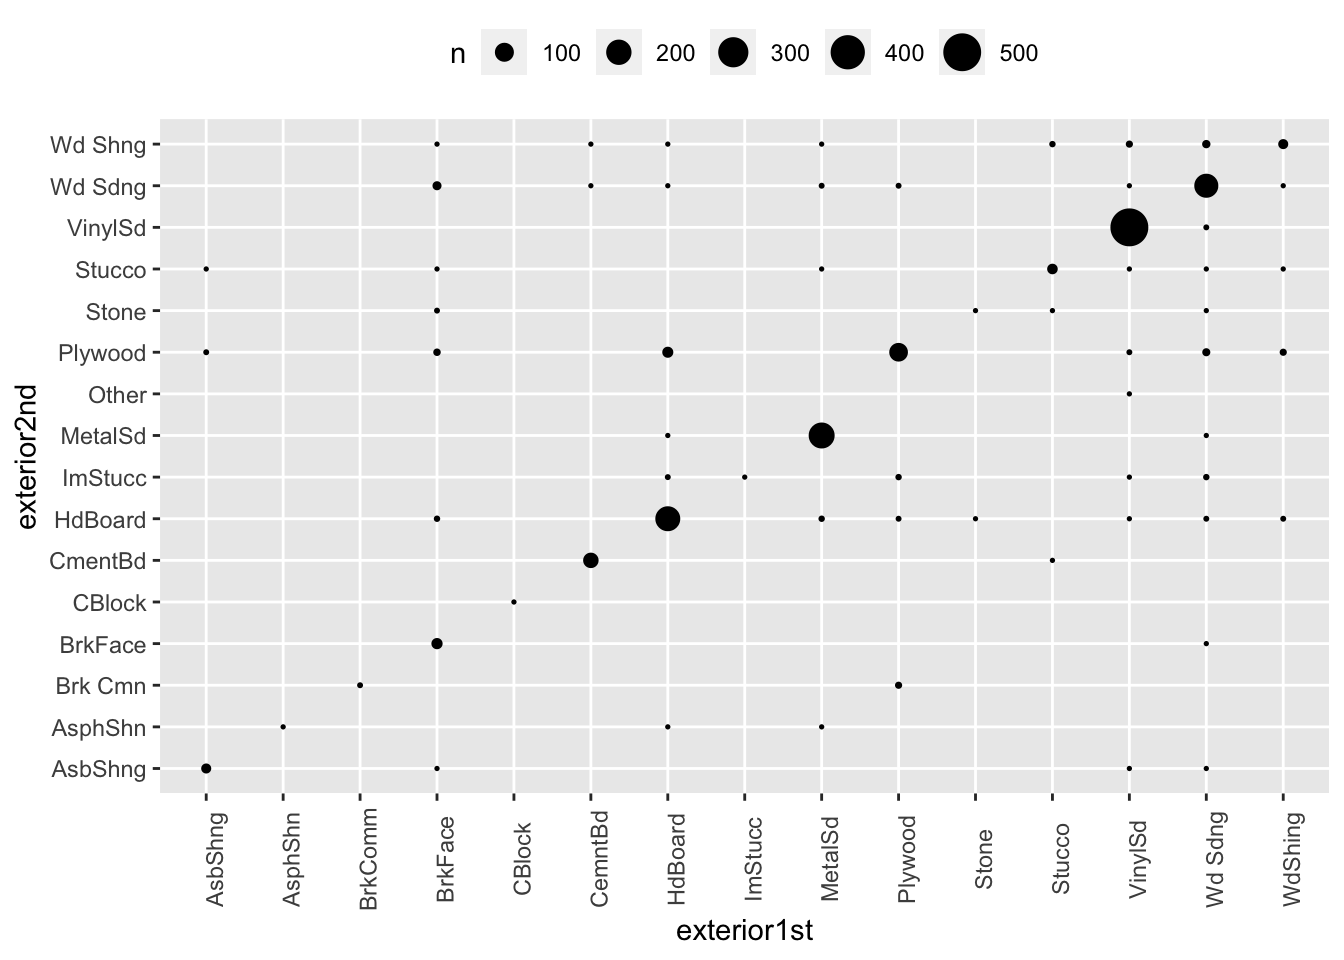 n 100 200 300 400 500
Wd Shng
Wd Sdng
VinylSd
Stucco
Stone
Plywood
Other
MetalSd
ImStucc
HdBoard
CmentBd
CBlock
BrkFace
Brk Cmn
AsphShn
AsbShng
exterior2nd
AsbShng
AsphShn
BrkComm
BrkFace
CBlock
CemntBd
HdBoard
ImStucc
MetalSd
Plywood
Stone
Stucco
VinylSd
Wd Sdng
WdShing
exterior1st